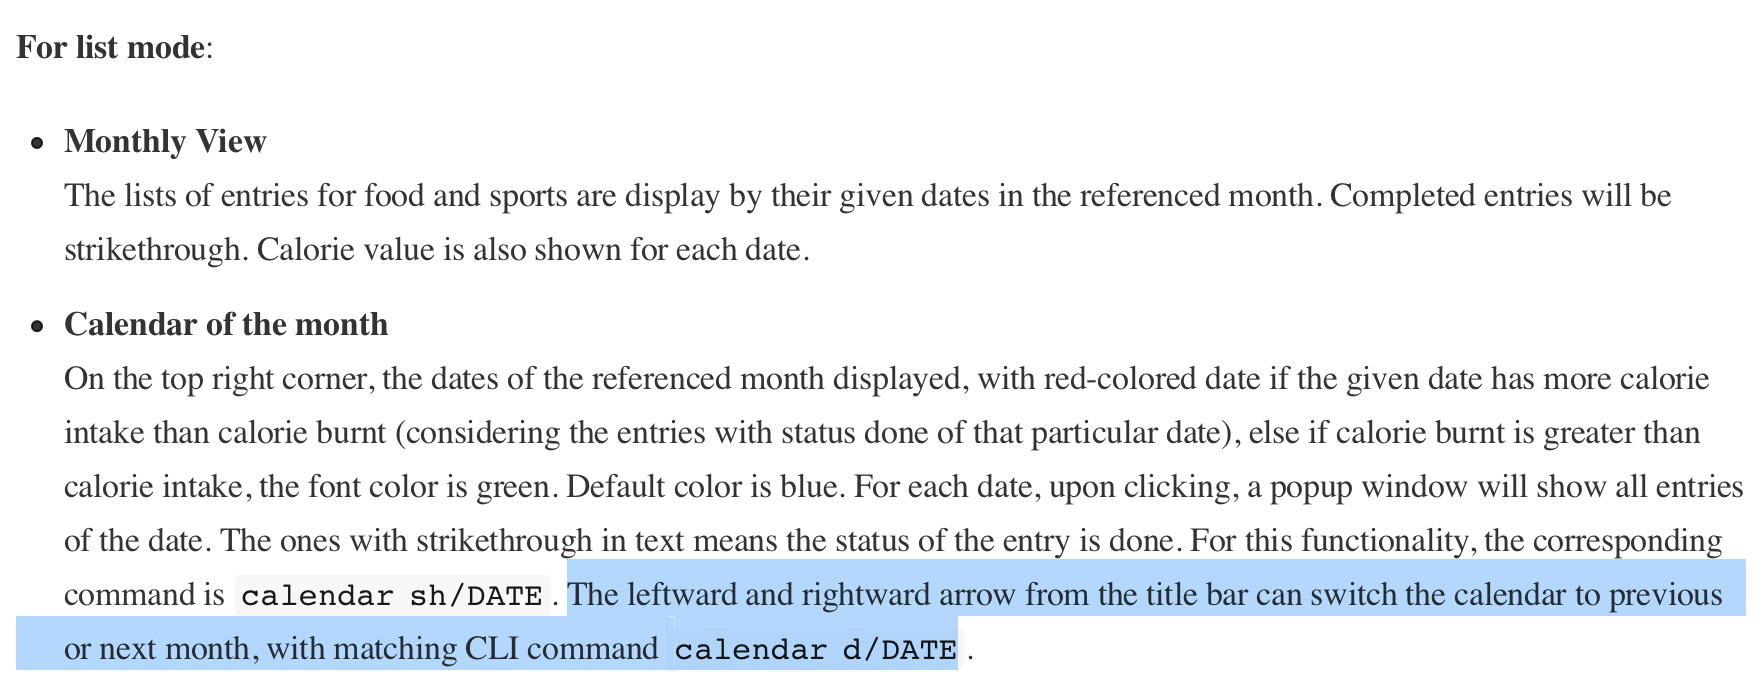 For list mode:
• Monthly View
The lists of entries for food and sports are display by their given dates in the referenced month. Completed entries will be
strikethrough. Calorie value is also shown for each date.
• Calendar of the month
On the top right corner, the dates of the referenced month displayed, with red-colored date if the given date has more calorie
intake than calorie burnt (considering the entries with status done of that particular date), else if calorie burnt is greater than
calorie intake, the font color is green. Default color is blue. For each date, upon clicking, a popup window will show all entries
of the date. The ones with strikethrough in text means the status of the entry is done. For this functionality, the corresponding
command is calendar sh/DATE. The leftward and rightward arrow from the title bar can switch the calendar to previous
or next month, with matching CLI command calendar d/DATE.